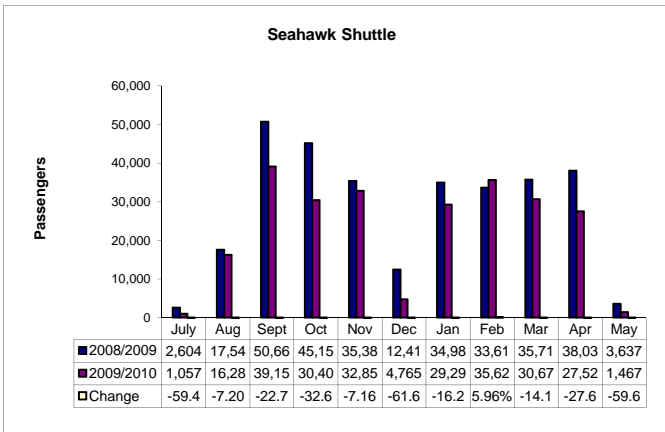 Seahawk Shuttle
60,000
50,000
40,000
30,000
20,000
10,000
0
Passengers
July Aug Sept Oct Nov Dec Jan Feb Mar Apr May
2008/2009 2,604 17,54 50,66 45,15 35,38 12,41 34,98 33,61 35,71 38,03 3,637
2009/2010 1,057 16,28 39,15 30,40 32,85 4,765 29,29 35,62 30,67 27,52 1,467
Change -59.4 -7.20 -22.7 -32.6 -7.16 -61.6 -16.2 5.96% -14.1 -27.6 -59.6